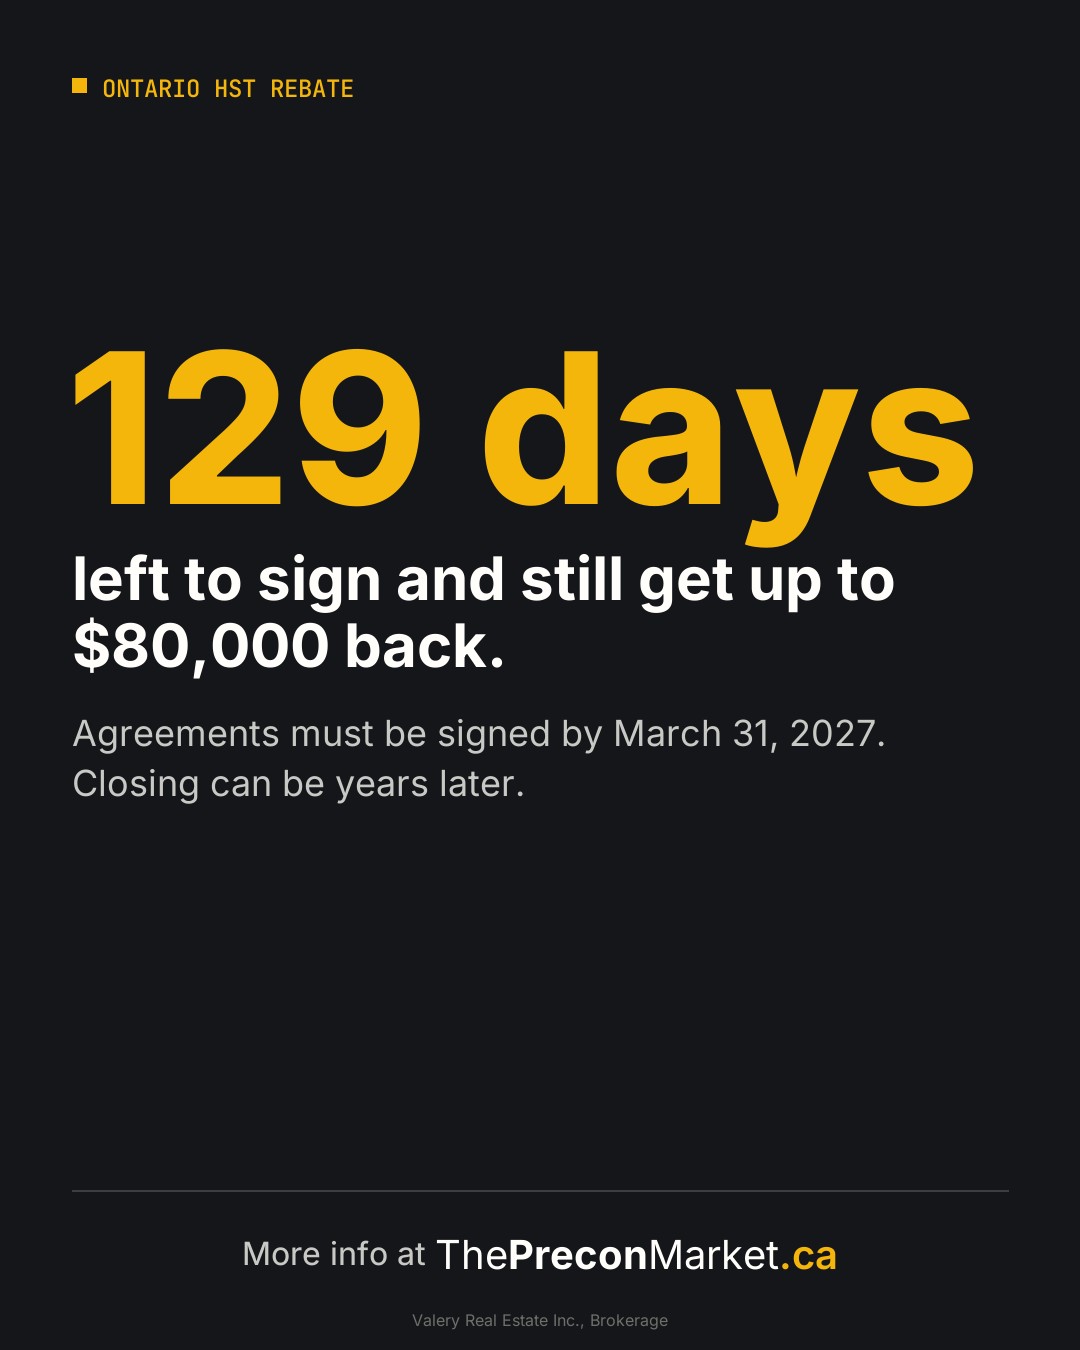 ONTARIO HST REBATE
129 days
left to sign and still get up to
$80,000 back.
Agreements must be signed by March 31, 2027.
Closing can be years later.
More info at ThePreconMarket.ca
Valery Real Estate Inc., Brokerage